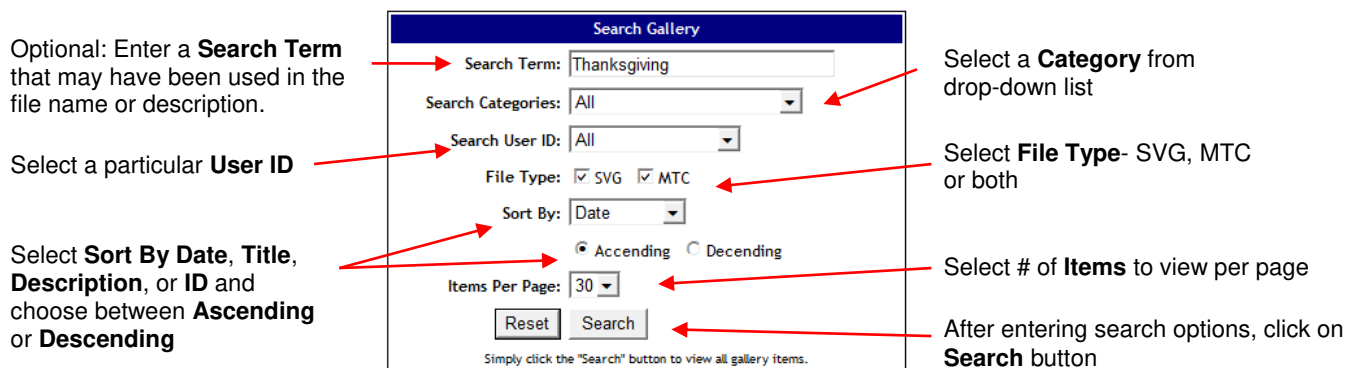 Search Gallery
Optional: Enter a Search Term
that may have been used in the
file name or description.
Search Term: Thanksgiving
Select a Category from
drop-down list
Search Categories: All
Search User ID: All
Select a particular User ID
Select File Type- SVG, MTC
or both
File Type: SVG MTC
Sort By: Date
Accending Decending
Select Sort By Date, Title,
Description, or ID and
choose between Ascending
or Descending
Select # of Items to view per page
Items Per Page: 30
Reset Search
After entering search options, click on
Search button
Simply click the "Search" button to view all gallery items.